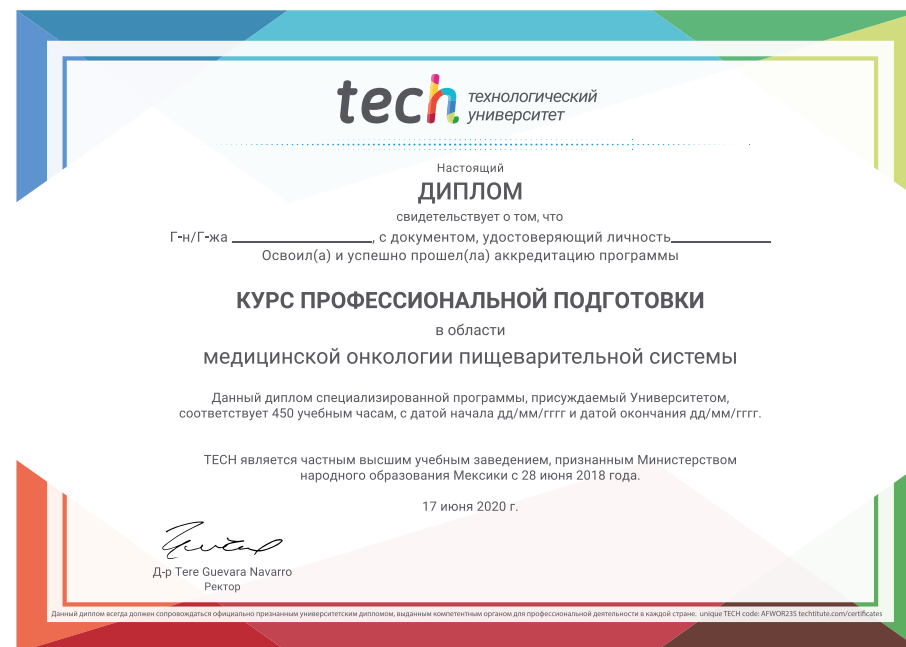 tech технологический
университет
Настоящий
ДИПЛОМ
свидетельствует о том, что
Г-н/Г-жа ____________________, с документом, удостоверяющий личность______________
Освоил(а) и успешно прошел(ла) аккредитацию программы
КУРС ПРОФЕССИОНАЛЬНОЙ ПОДГОТОВКИ
в области
медицинской онкологии пищеварительной системы
Данный диплом специализированной программы, присуждаемый Университетом,
соответствует 450 учебным часам, с датой начала дд/мм/гггг и датой окончания дд/мм/гггг.
TECH является частным высшим учебным заведением, признанным Министерством
народного образования Мексики с 28 июня 2018 года.
17 июня 2020 г.
Д-р Tere Guevara Navarro
Ректор
Данный диплом всегда должен сопровождаться официально признанным университетским дипломом, выданным компетентным органом для профессиональной деятельности в каждой стране. unique TECH code: AFWOR23S techtitute.com/certificates